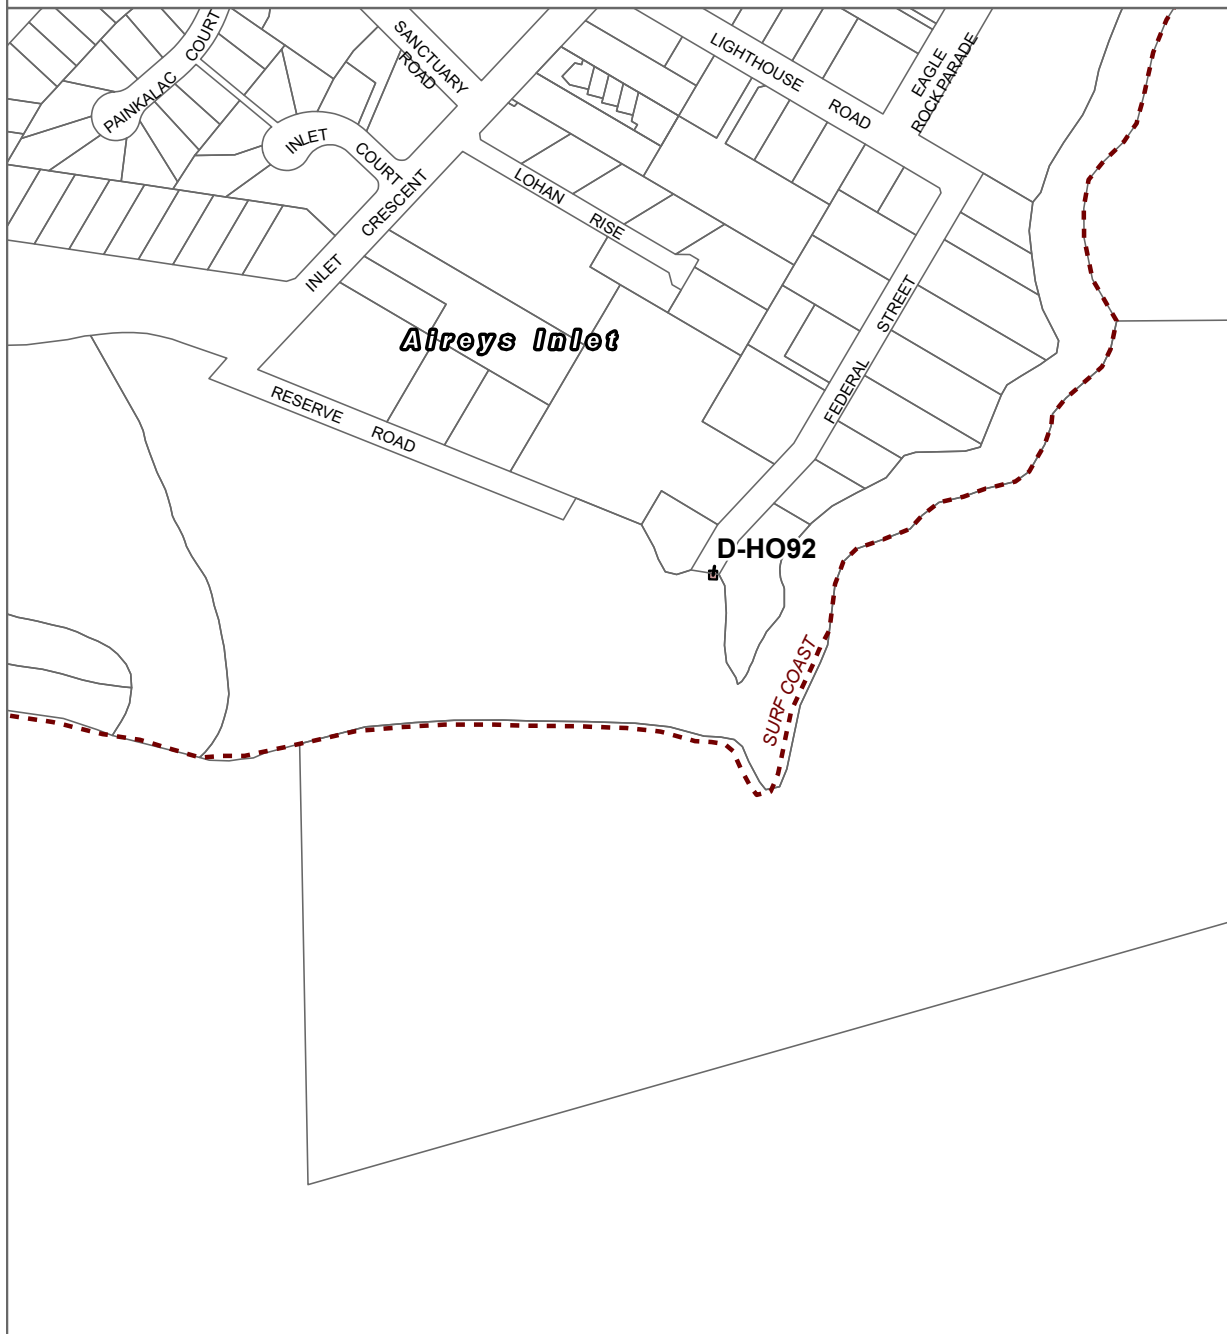 PAINKALAC COURT
SANCTUARY
ROAD
LIGHTHOUSE ROAD
EAGLE
ROCK PARADE
INLET COURT
INLET CRESCENT
LOHAN RISE
Aireys Inlet
FEDERAL STREET
RESERVE ROAD
D-HO92
SURF COAST